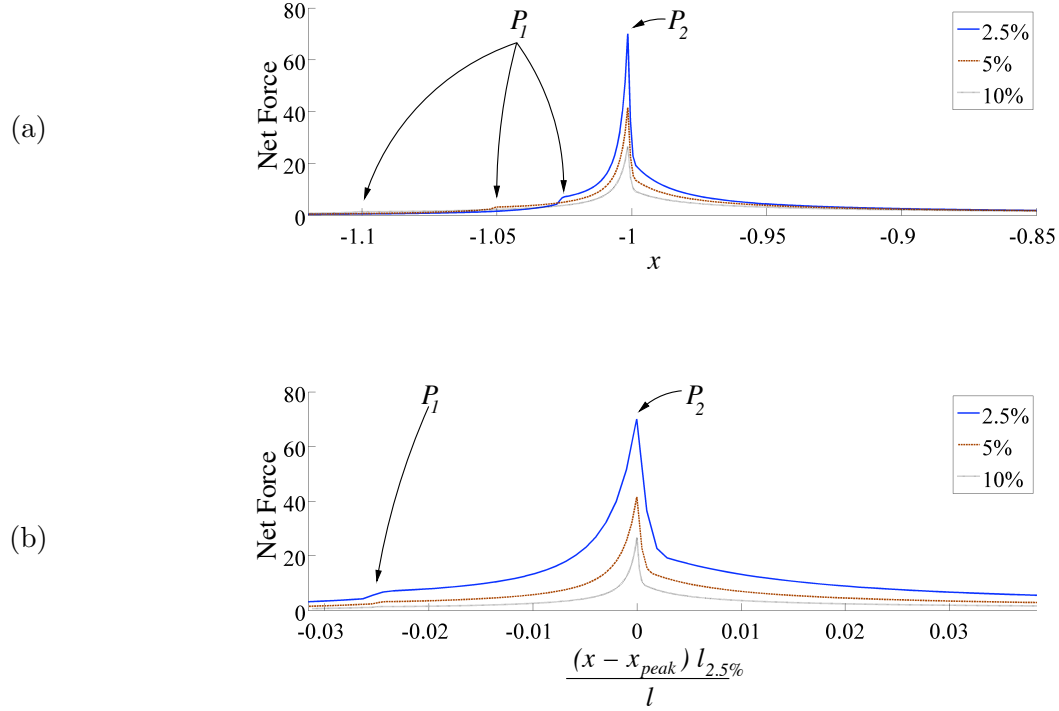 (a)
Net Force
80
60
40
20
0
P1
P2
2.5%
5%
10%
-1.1
-1.05
-1
-0.95
-0.9
-0.85
x
(b)
Net Force
80
60
40
20
0
P1
P2
2.5%
5%
10%
-0.03
-0.02
-0.01
0
0.01
0.02
0.03
(x – xpeak) l2.5%
l